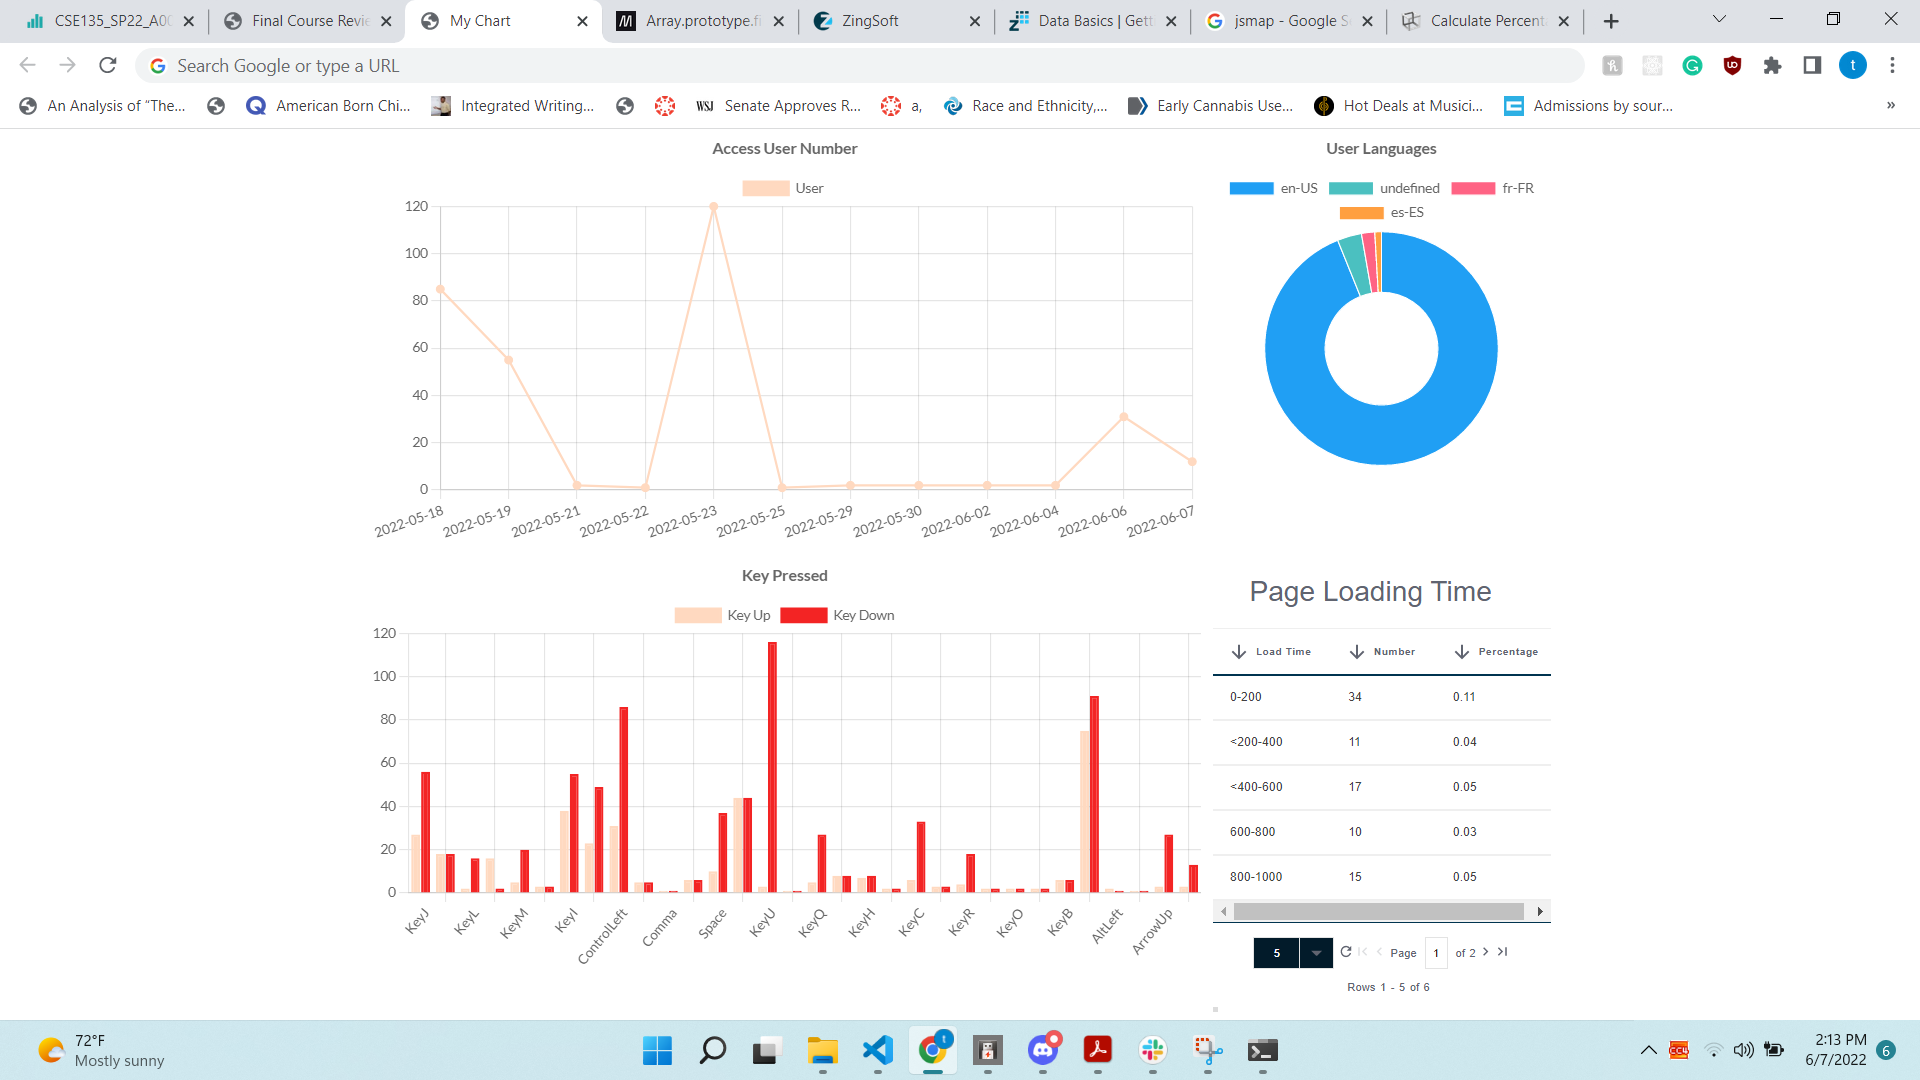 CSE135_SP22_A00
Final Course Revie
My Chart
Array.prototype.fi
ZingSoft
Data Basics | Gett
jsmap - Google S
Calculate Percent
Search Google or type a URL
t
An Analysis of “The...
American Born Chi...
Integrated Writing...
WSJ Senate Approves R...
a,
Race and Ethnicity,...
Early Cannabis Use...
Hot Deals at Musici...
Admissions by sour...
»
Access User Number
User
120
100
80
60
40
20
0
2022-05-18
2022-05-19
2022-05-21
2022-05-22
2022-05-23
2022-05-25
2022-05-29
2022-05-30
2022-06-02
2022-06-04
2022-06-06
2022-06-07
User Languages
en-US undefined fr-FR
es-ES
Key Pressed
Key Up Key Down
120
100
80
60
40
20
0
KeyJ
KeyL
KeyM
KeyI
ControlLeft
Comma
Space
KeyU
KeyQ
KeyH
KeyC
KeyR
KeyO
KeyB
AltLeft
ArrowUp
Page Loading Time
Load Time Number Percentage
0-200 34 0.11
<200-400 11 0.04
<400-600 17 0.05
600-800 10 0.03
800-1000 15 0.05
5 Page 1 of 2
Rows 1 - 5 of 6
72°F
Mostly sunny
2:13 PM
6/7/2022
6